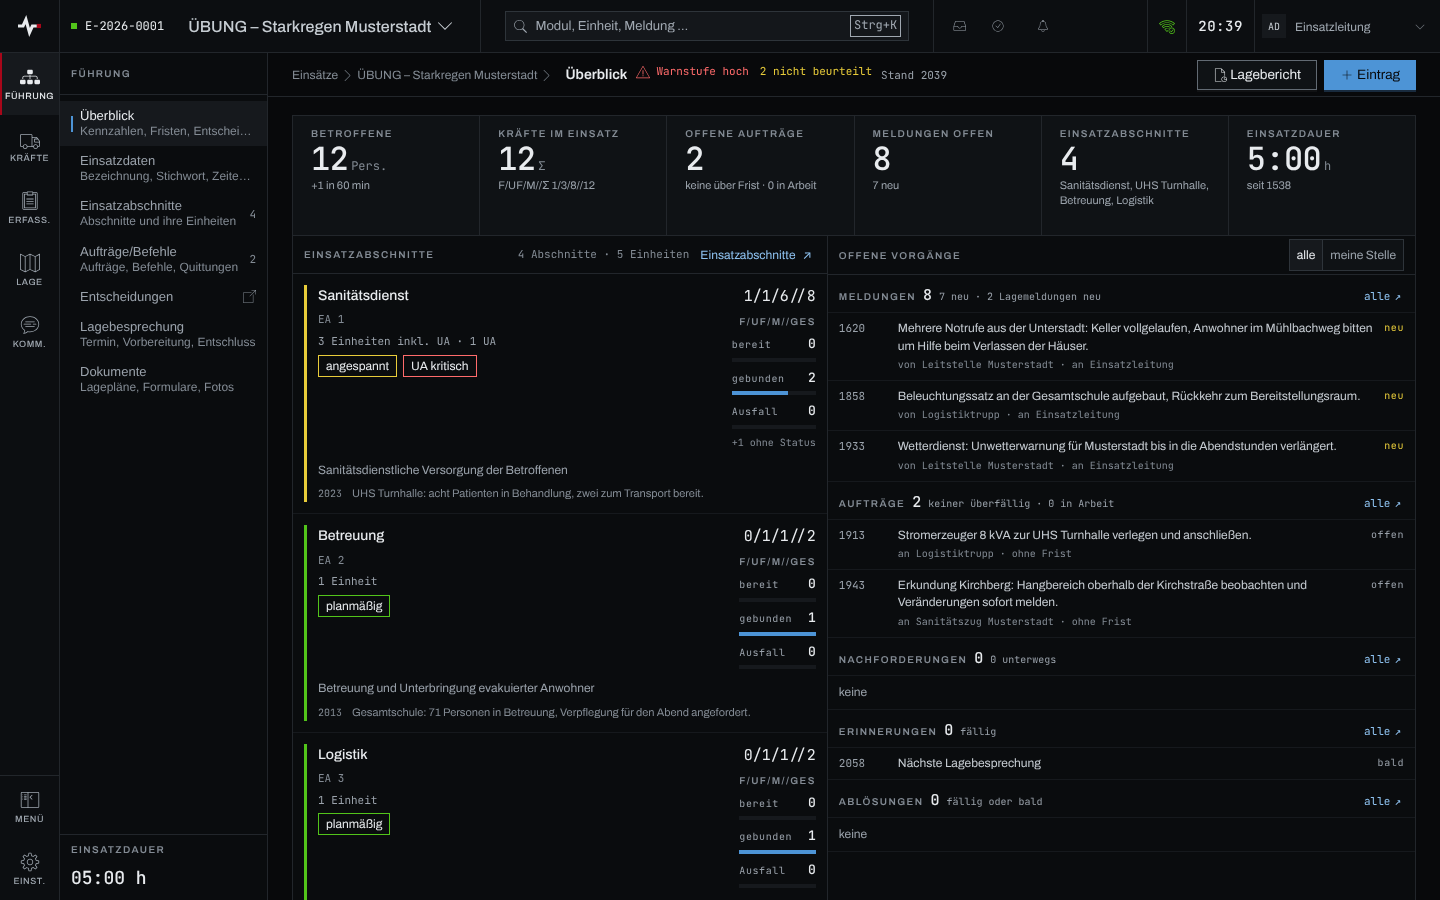 E-2026-0001
ÜBUNG – Starkregen Musterstadt
Modul, Einheit, Meldung ...
Strg+K
20:39
AD
Einsatzleitung
FÜHRUNG
KRÄFTE
ERFASS.
LAGE
KOMM.
MENÜ
EINST.
FÜHRUNG
Überblick
Kennzahlen, Fristen, Entschei...
Einsatzdaten
Bezeichnung, Stichwort, Zeite...
Einsatzabschnitte
Abschnitte und ihre Einheiten
4
Aufträge/Befehle
Aufträge, Befehle, Quittungen
2
Entscheidungen
Lagebesprechung
Termin, Vorbereitung, Entschluss
Dokumente
Lagepläne, Formulare, Fotos
EINSATZDAUER
05:00 h
Einsätze
ÜBUNG – Starkregen Musterstadt
Überblick
Warnstufe hoch
2 nicht beurteilt
Stand 2039
Lagebericht
+ Eintrag
BETROFFENE
12 Pers.
+1 in 60 min
KRÄFTE IM EINSATZ
12 Σ
F/UF/M//Σ 1/3/8//12
OFFENE AUFTRÄGE
2
keine über Frist · 0 in Arbeit
MELDUNGEN OFFEN
8
7 neu
EINSATZABSCHNITTE
4
Sanitätsdienst, UHS Turnhalle,
Betreuung, Logistik
EINSATZDAUER
5:00 h
seit 1538
EINSATZABSCHNITTE
4 Abschnitte · 5 Einheiten
Einsatzabschnitte ↗
Sanitätsdienst
1/1/6//8
EA 1
F/UF/M//GES
3 Einheiten inkl. UA · 1 UA
angespannt
UA kritisch
bereit 0
gebunden 2
Ausfall 0
+1 ohne Status
Sanitätsdienstliche Versorgung der Betroffenen
2023 UHS Turnhalle: acht Patienten in Behandlung, zwei zum Transport bereit.
Betreuung
0/1/1//2
EA 2
F/UF/M//GES
1 Einheit
planmäßig
bereit 0
gebunden 1
Ausfall 0
Betreuung und Unterbringung evakuierter Anwohner
2013 Gesamtschule: 71 Personen in Betreuung, Verpflegung für den Abend angefordert.
Logistik
0/1/1//2
EA 3
F/UF/M//GES
1 Einheit
planmäßig
bereit 0
gebunden 1
Ausfall 0
OFFENE VORGÄNGE
alle
meine Stelle
MELDUNGEN 8 7 neu · 2 Lagemeldungen neu
alle ↗
1620 Mehrere Notrufe aus der Unterstadt: Keller vollgelaufen, Anwohner im Mühlbachweg bitten neu
um Hilfe beim Verlassen der Häuser.
von Leitstelle Musterstadt · an Einsatzleitung
1858 Beleuchtungssatz an der Gesamtschule aufgebaut, Rückkehr zum Bereitstellungsraum. neu
von Logistiktrupp · an Einsatzleitung
1933 Wetterdienst: Unwetterwarnung für Musterstadt bis in die Abendstunden verlängert. neu
von Leitstelle Musterstadt · an Einsatzleitung
AUFTRÄGE 2 keiner überfällig · 0 in Arbeit
alle ↗
1913 Stromerzeuger 8 kVA zur UHS Turnhalle verlegen und anschließen. offen
an Logistiktrupp · ohne Frist
1943 Erkundung Kirchberg: Hangbereich oberhalb der Kirchstraße beobachten und offen
Veränderungen sofort melden.
an Sanitätszug Musterstadt · ohne Frist
NACHFORDERUNGEN 0 0 unterwegs
alle ↗
keine
ERINNERUNGEN 0 fällig
alle ↗
2058 Nächste Lagebesprechung bald
ABLÖSUNGEN 0 fällig oder bald
alle ↗
keine